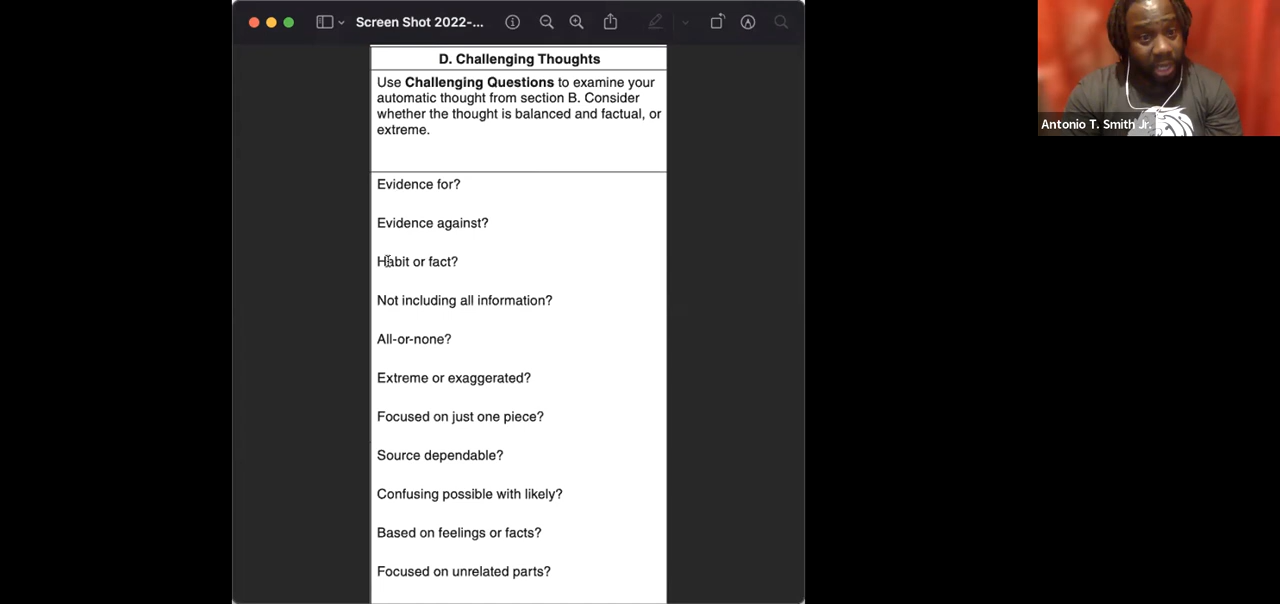 Screen Shot 2022-...
D. Challenging Thoughts
Use Challenging Questions to examine your
automatic thought from section B. Consider
whether the thought is balanced and factual, or
extreme.
Evidence for?
Evidence against?
Habit or fact?
Not including all information?
All-or-none?
Extreme or exaggerated?
Focused on just one piece?
Source dependable?
Confusing possible with likely?
Based on feelings or facts?
Focused on unrelated parts?
Antonio T. Smith Jr.